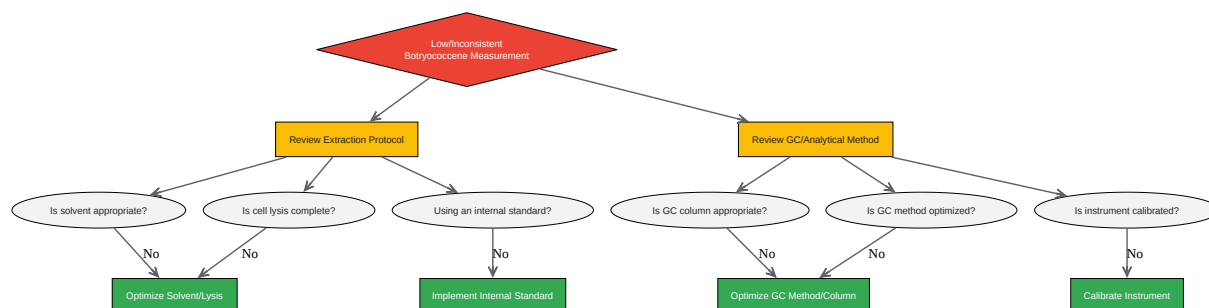 Low/Inconsistent
Botryococcene Measurement
Review Extraction Protocol
Review GC/Analytical Method
Is solvent appropriate?
Is cell lysis complete?
Using an internal standard?
Is GC column appropriate?
Is GC method optimized?
Is instrument calibrated?
No
No
No
No
No
No
Optimize Solvent/Lysis
Implement Internal Standard
Optimize GC Method/Column
Calibrate Instrument